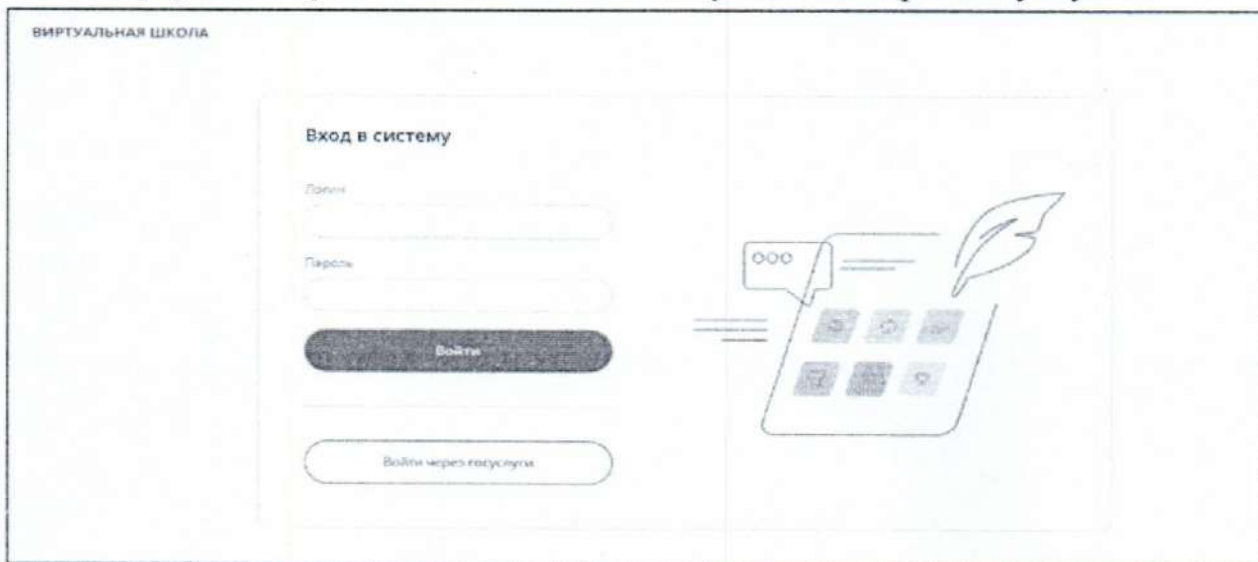 ВИРТУАЛЬНАЯ ШКОЛА
Вход в систему
Логин
Пароль
Войти
Войти через госуслуги